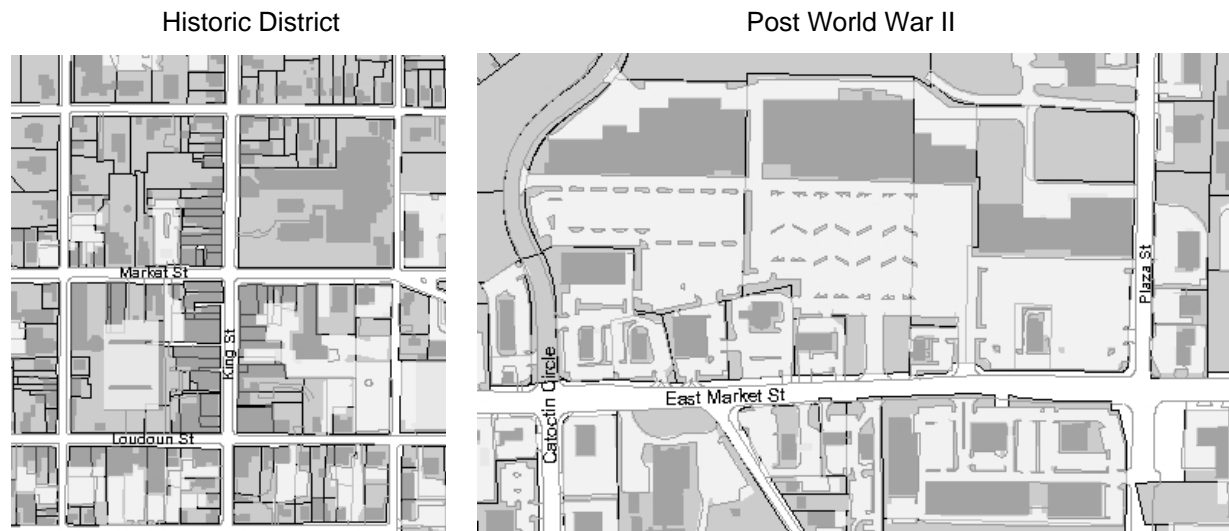 Historic District
Post World War II
Market St
King St
Loudoun St
Plaza St
Catoctin Circle
East Market St